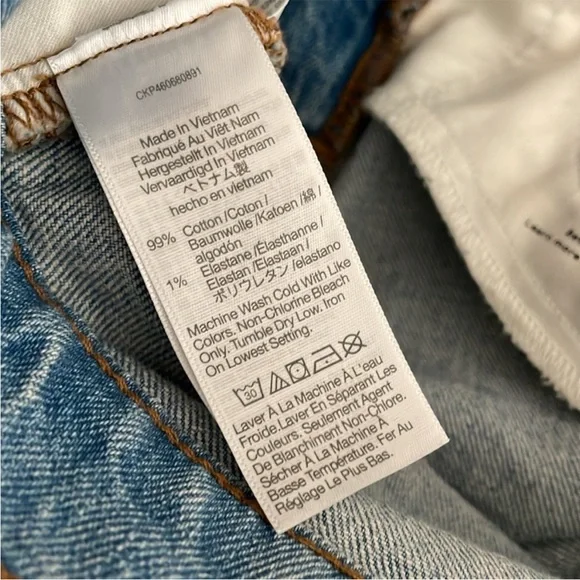 CKP460680891
Made In Vietnam
Fabriqué Au Viêt Nam
Hergestellt In Vietnam
Vervaardigd In Vietnam
ベトナム製
hecho en vietnam
99% Cotton /Coton /
Baumwolle /Katoen /綿 /
algodón
1% Elastane /Élasthanne /
Elastan /Elastaan /
ポリウレタン /elastano
Machine Wash Cold With Like
Colors. Non-Chlorine Bleach
Only. Tumble Dry Low. Iron
On Lowest Setting.
30
Laver À La Machine À L'eau
Froide Laver En Séparant Les
Couleurs. Seulement Agent
De Blanchiment Non-Chlore.
Sécher À La Machine À
Basse Température. Fer Au
Réglage Le Plus Bas.
Learn more